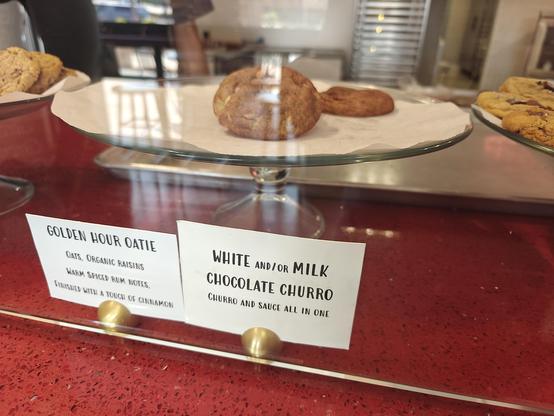 GOLDEN HOUR OATIE
OATS, ORGANIC RAISINS
WARM SPICED RUM NOTES,
FINISHED WITH A TOUCH OF CINNAMON
WHITE AND/OR MILK
CHOCOLATE CHURRO
CHURRO AND SAUCE ALL IN ONE